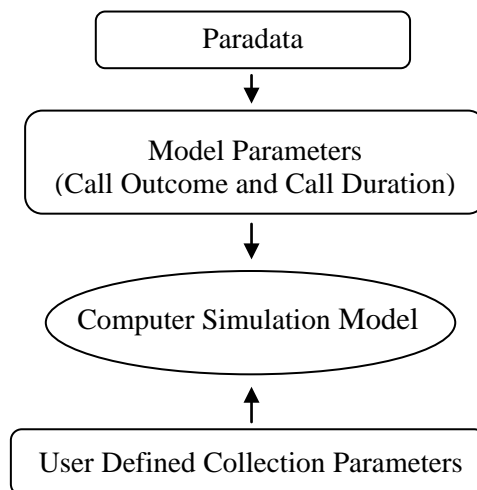 Paradata
Model Parameters
(Call Outcome and Call Duration)
Computer Simulation Model
User Defined Collection Parameters